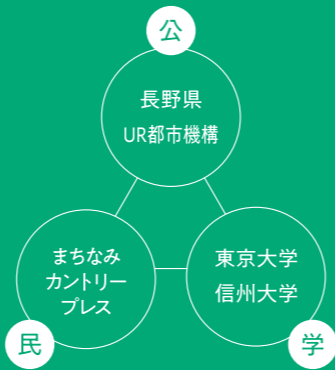 公
長野県
UR都市機構
まちなみ
カントリー
プレス
民
東京大学
信州大学
学